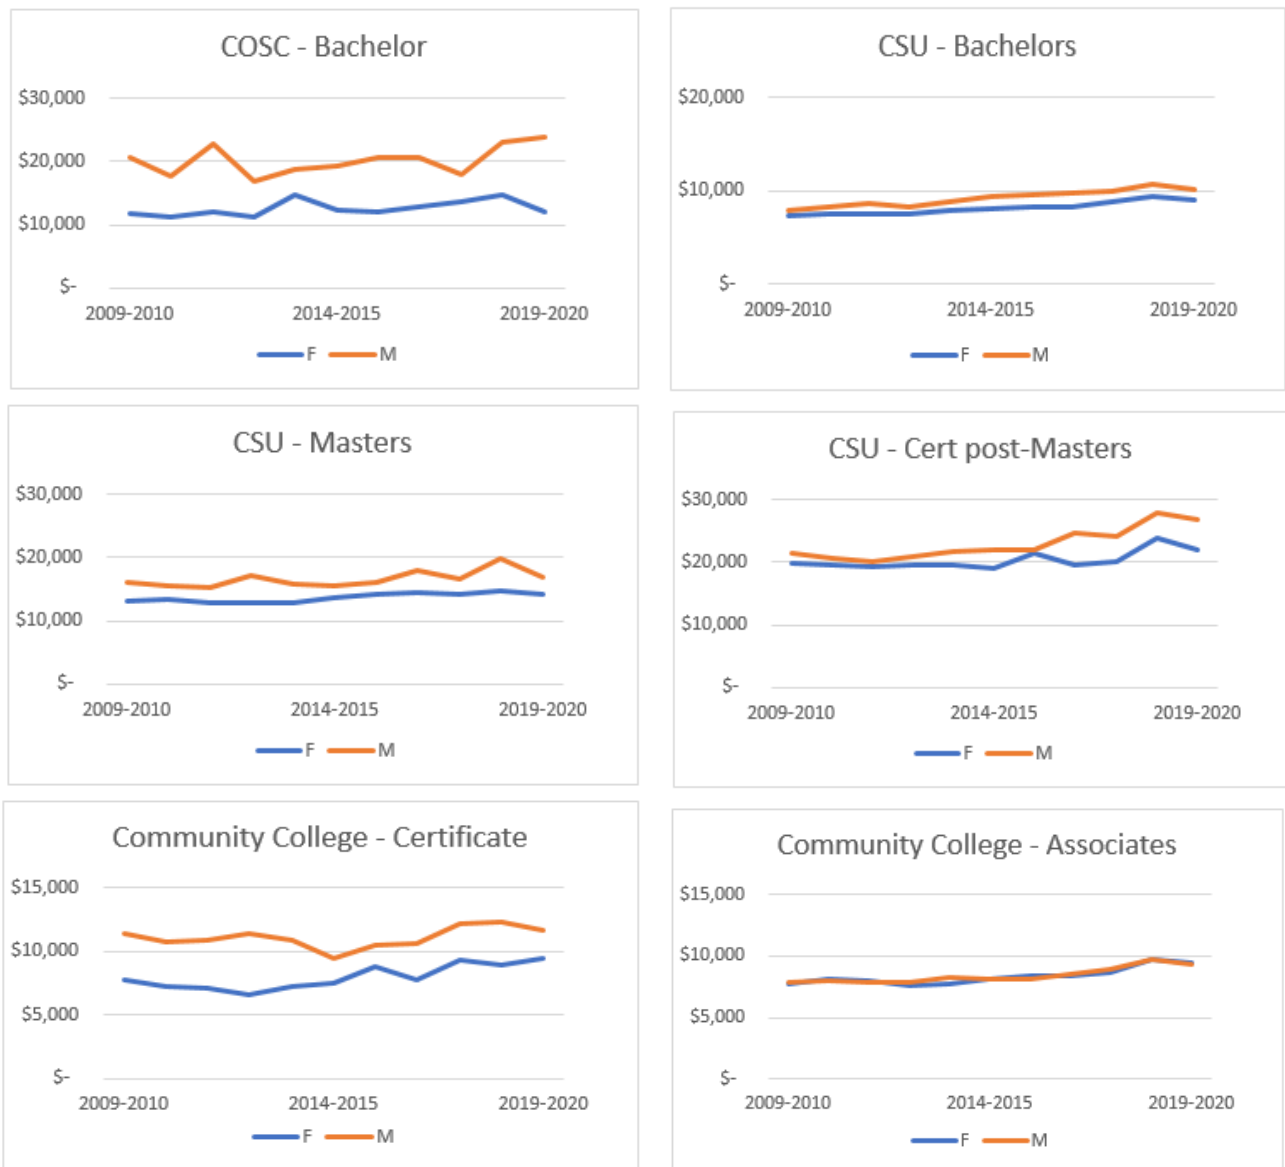 COSC - Bachelor
$30,000
$20,000
$10,000
$-
2009-2010 2014-2015 2019-2020
F M
CSU - Bachelors
$20,000
$10,000
$-
2009-2010 2014-2015 2019-2020
F M
CSU - Masters
$30,000
$20,000
$10,000
$-
2009-2010 2014-2015 2019-2020
F M
CSU - Cert post-Masters
$30,000
$20,000
$10,000
$-
2009-2010 2014-2015 2019-2020
F M
Community College - Certificate
$15,000
$10,000
$5,000
$-
2009-2010 2014-2015 2019-2020
F M
Community College - Associates
$15,000
$10,000
$5,000
$-
2009-2010 2014-2015 2019-2020
F M